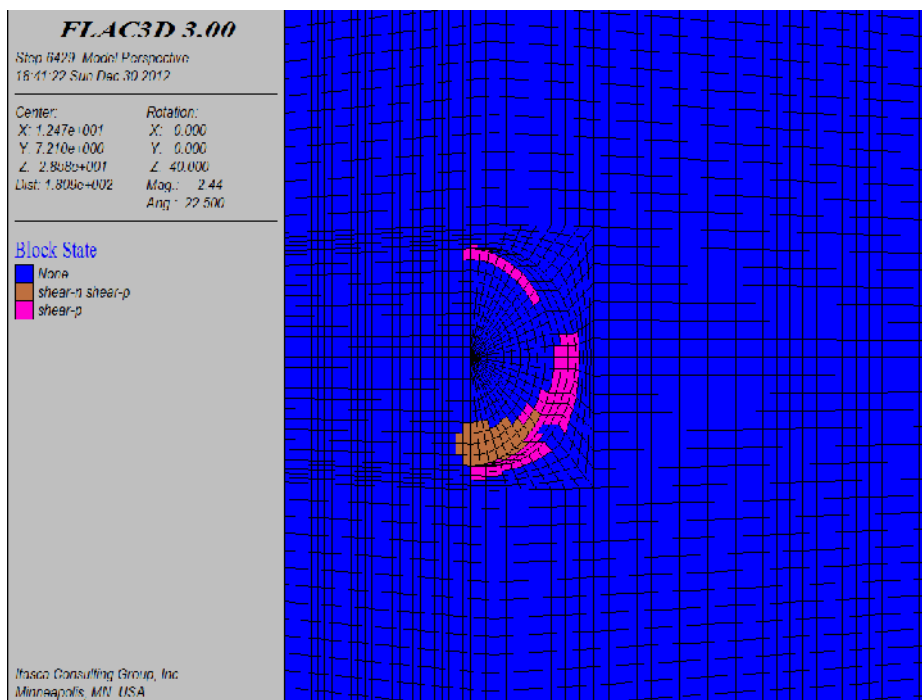 FLAC3D 3.00
Step 6429 Model Perspective
16:41:22 Sun Dec 30 2012
Center: Rotation:
X: 1.247e+001 X: 0.000
Y: 7.210e+000 Y: 0.000
Z: 2.858e+001 Z: 40.000
Dist: 1.809e+002 Mag.: 2.44
Ang.: 22.500
Block State
None
shear-n shear-p
shear-p
Itasca Consulting Group, Inc.
Minneapolis, MN USA